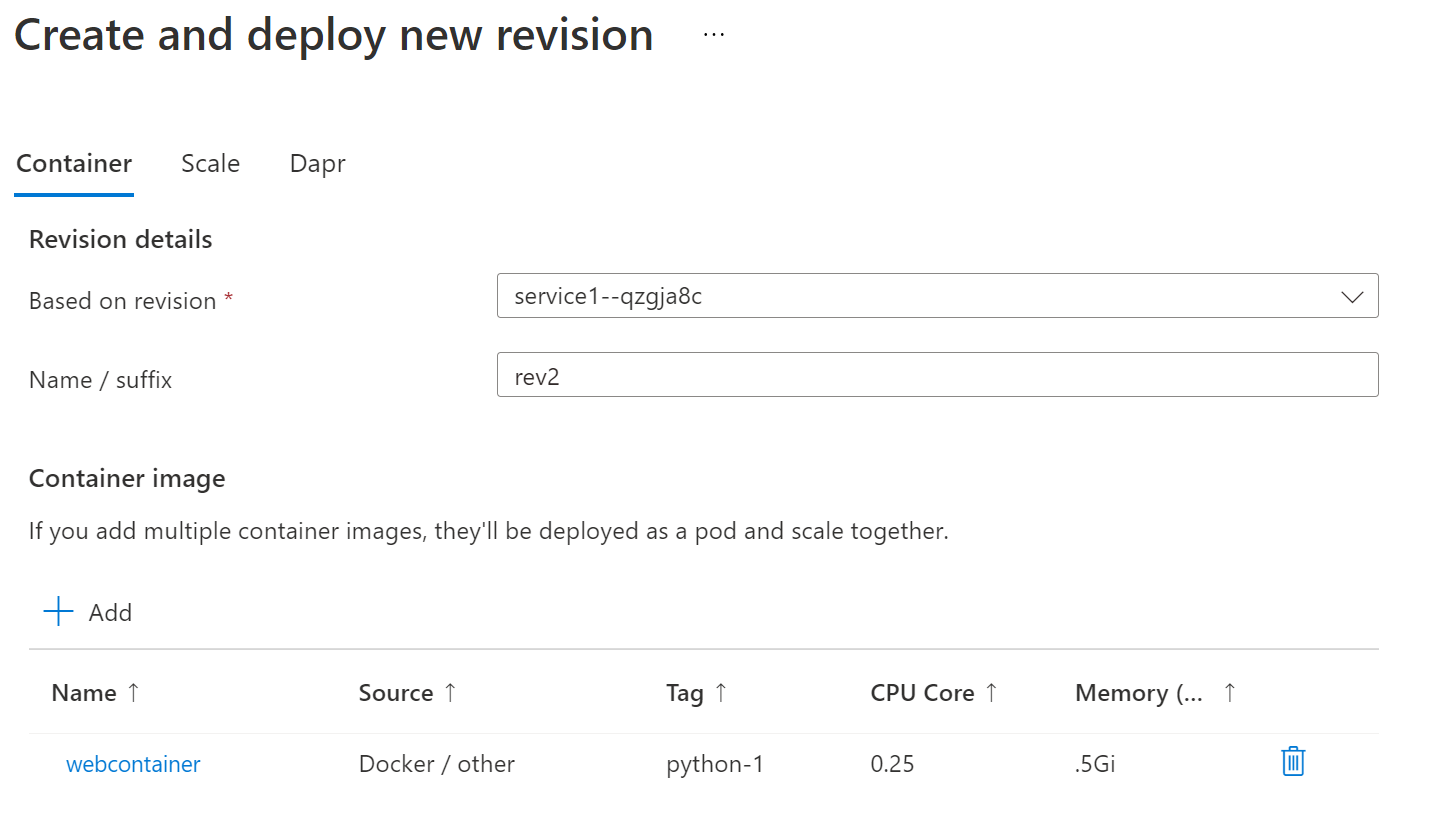 Create and deploy new revision ...
Container Scale Dapr
Revision details
Based on revision * service1--qzgja8c
Name / suffix rev2
Container image
If you add multiple container images, they'll be deployed as a pod and scale together.
Add
Name ↑ Source ↑ Tag ↑ CPU Core ↑ Memory (... ↑
webcontainer Docker / other python-1 0.25 .5Gi